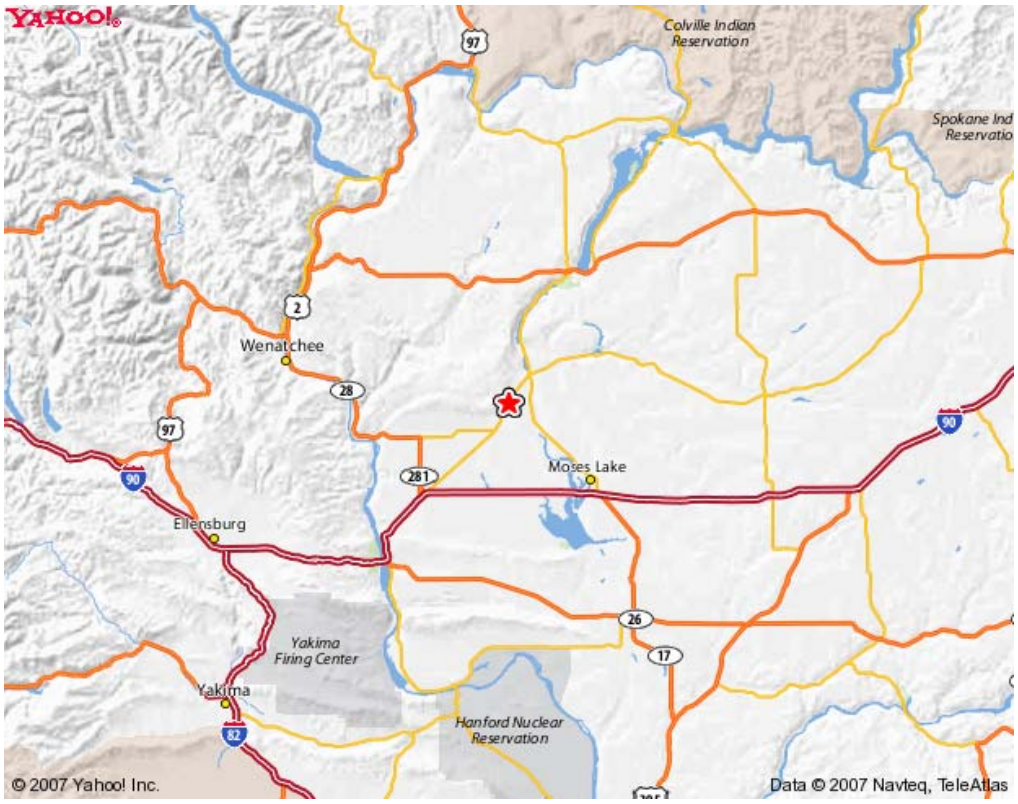 YAHOO!®
97
Colville Indian
Reservation
Spokane Ind
Reservatio
2
Wenatchee
28
97
90
90
281
Moses Lake
Ellensburg
26
17
Yakima
Firing Center
Yakima
82
Hanford Nuclear
Reservation
© 2007 Yahoo! Inc.
Data © 2007 Navteq, TeleAtlas